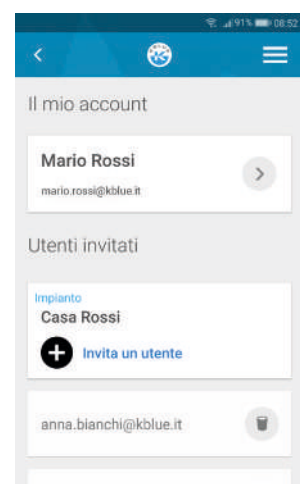 91% 08:52
Il mio account
Mario Rossi
mario.rossi@kblue.it
Utenti invitati
Impianto
Casa Rossi
Invita un utente
anna.bianchi@kblue.it